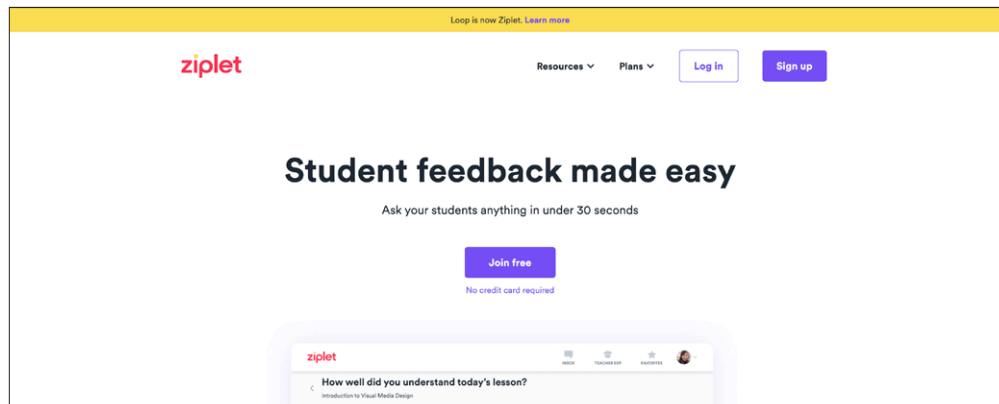 Loop is now Ziplet. Learn more
ziplet
Resources
Plans
Log in
Sign up
Student feedback made easy
Ask your students anything in under 30 seconds
Join free
No credit card required
ziplet
INBOX
TEACHER EXP
FAVORITES
How well did you understand today's lesson?
Introduction to Visual Media Design